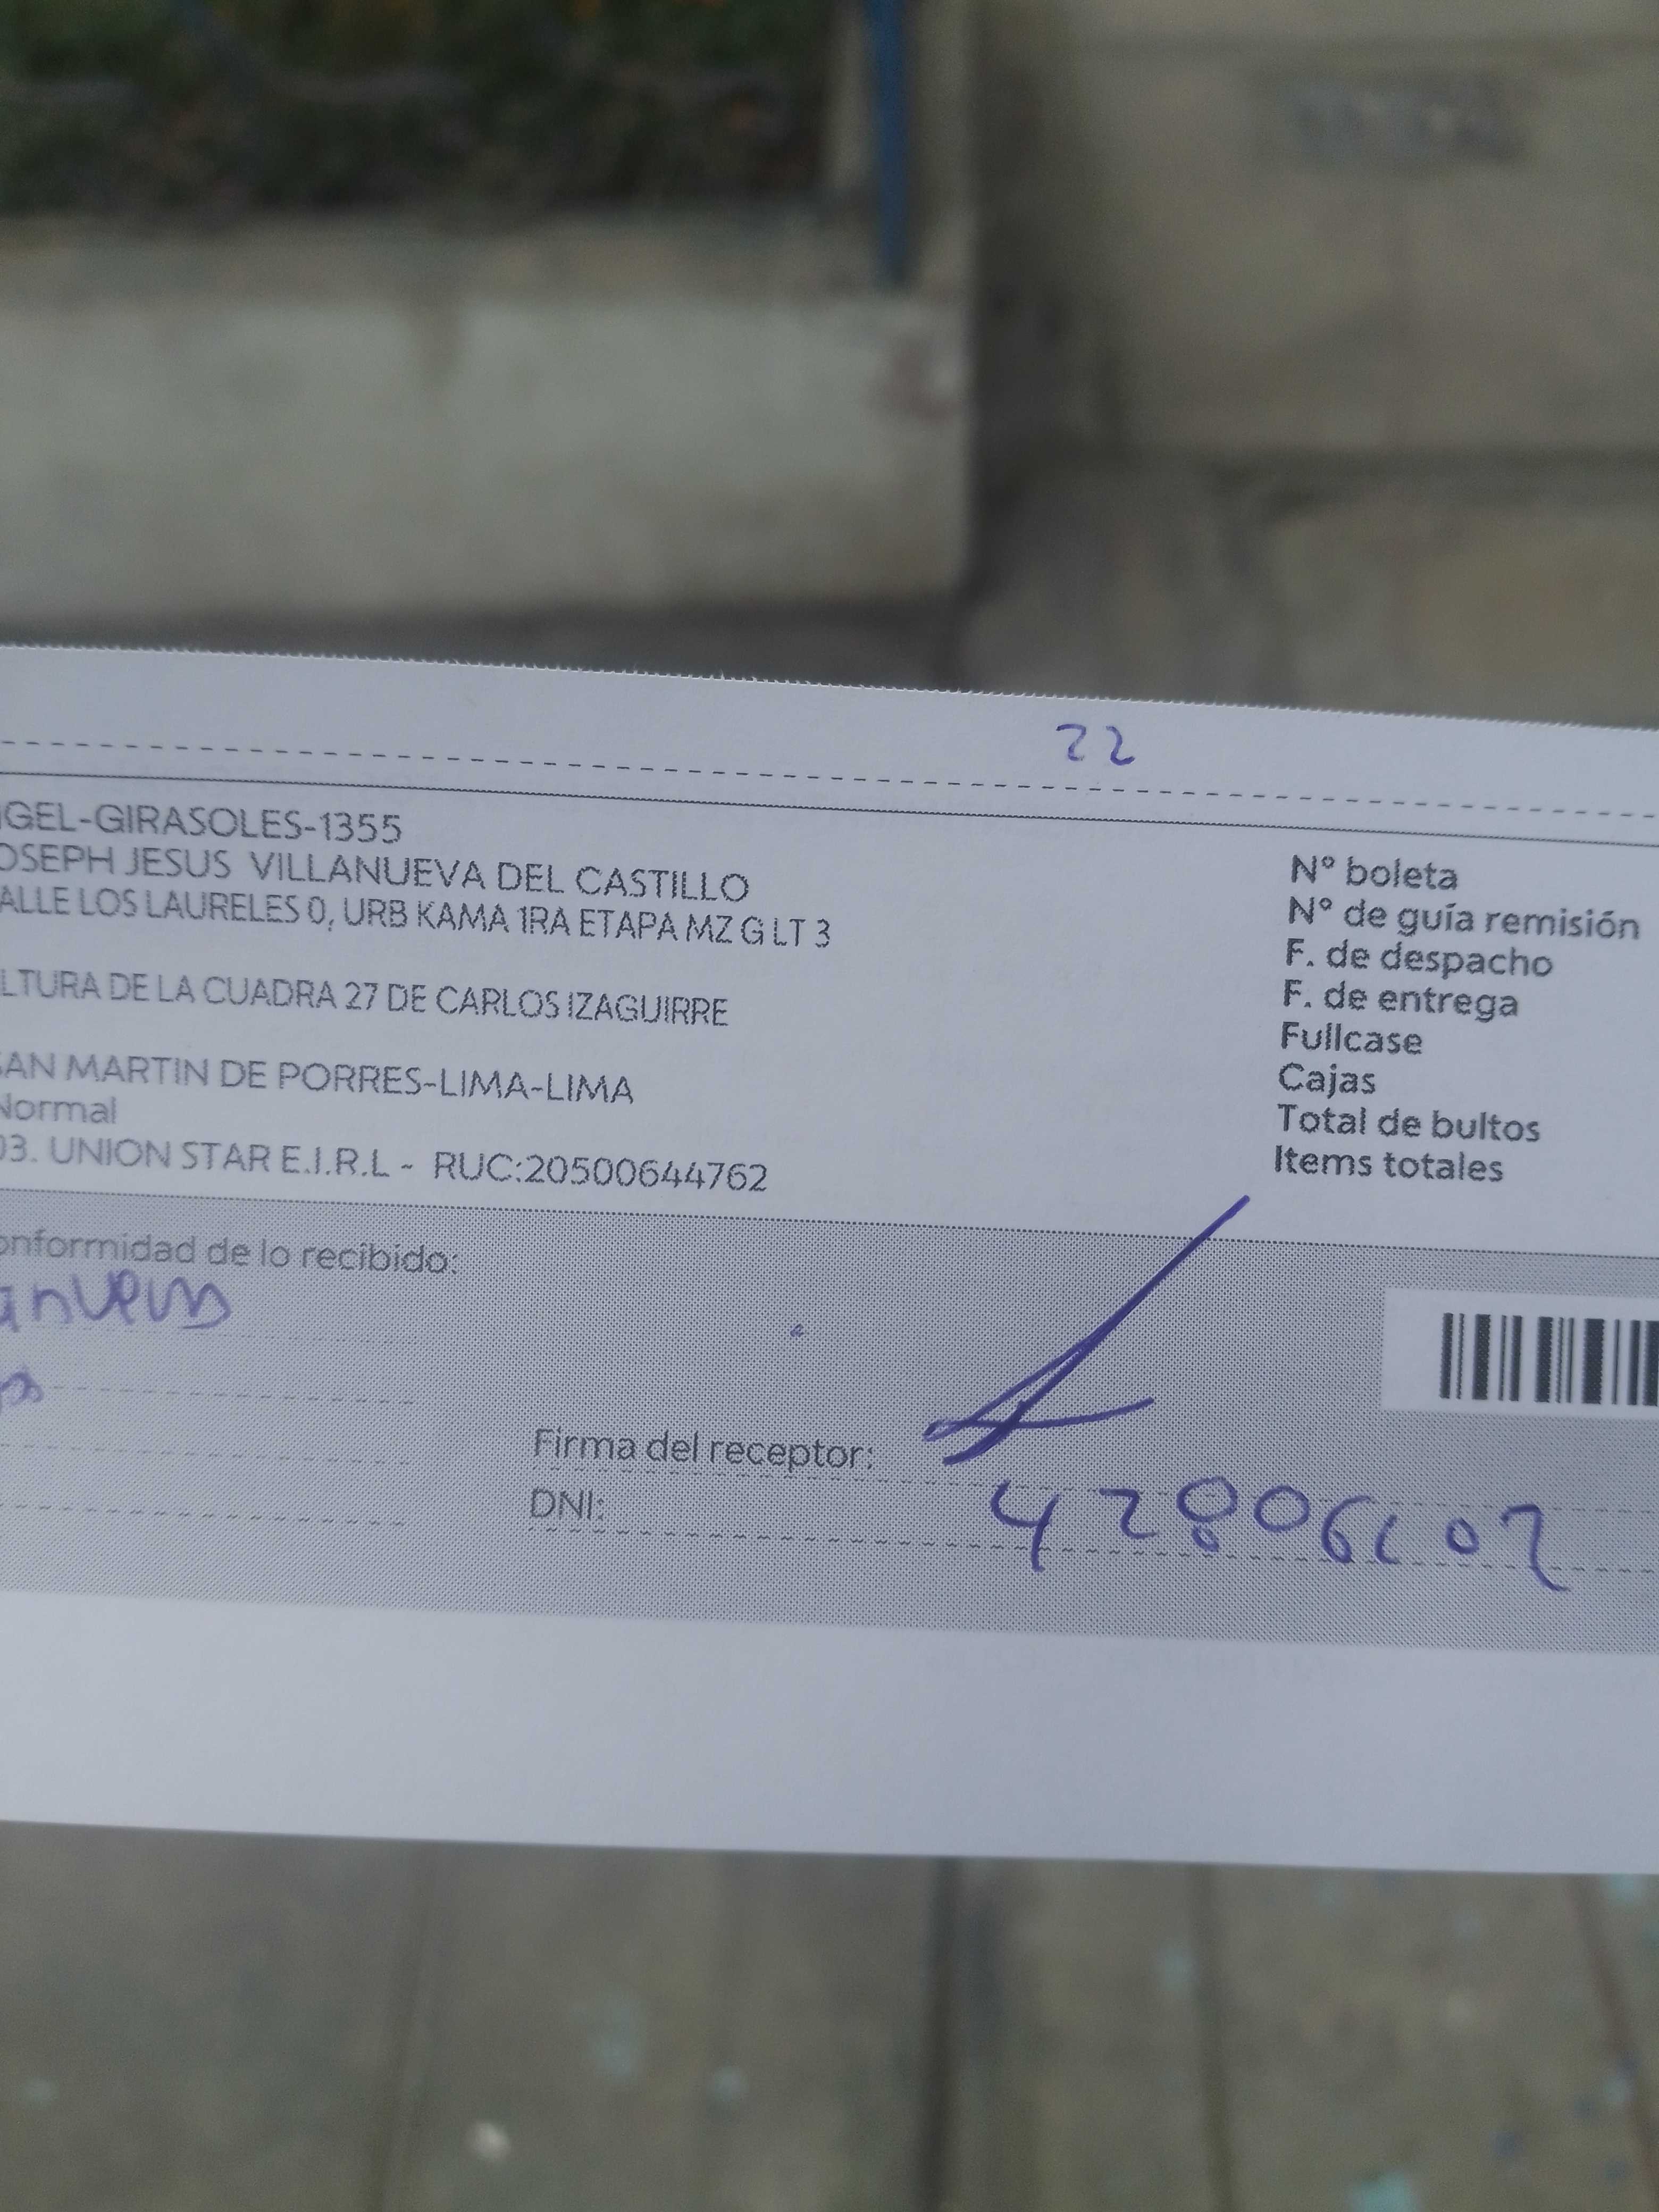 22
GEL-GIRASOLES-1355
OSEPH JESUS VILLANUEVA DEL CASTILLO
ALLE LOS LAURELES 0, URB KAMA 1RA ETAPA MZ G LT 3
LTURA DE LA CUADRA 27 DE CARLOS IZAGUIRRE
SAN MARTIN DE PORRES-LIMA-LIMA
Normal
03. UNION STAR E.I.R.L - RUC:20500644762
Nº boleta
Nº de guía remisión
F. de despacho
F. de entrega
Fullcase
Cajas
Total de bultos
Items totales
onformidad de lo recibido:
Firma del receptor:
DNI: